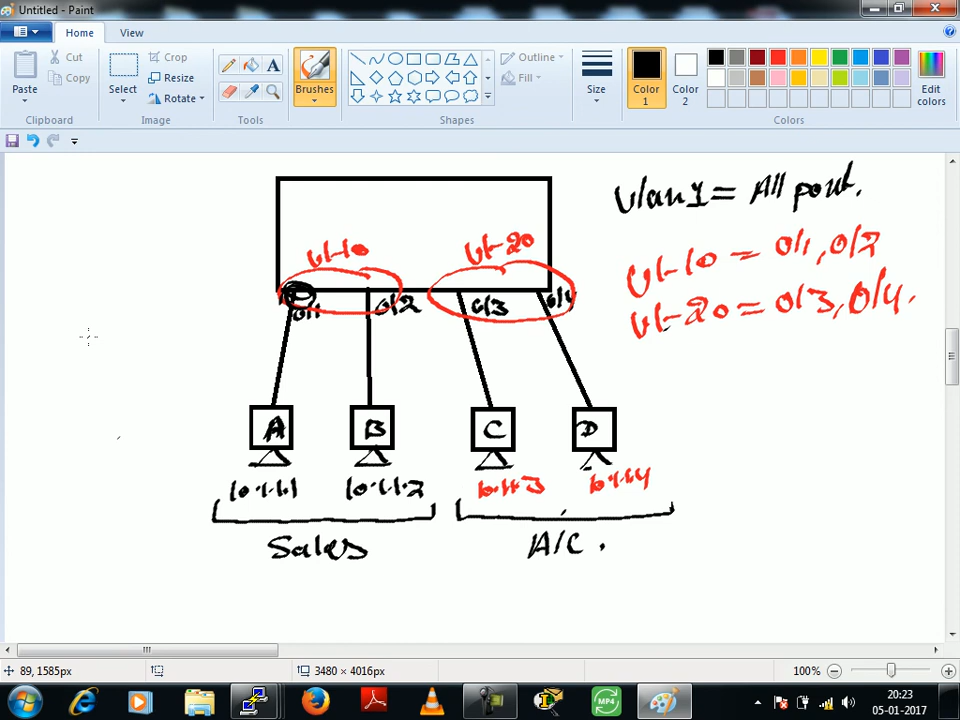 Untitled - Paint
Home
View
Paste
Cut
Copy
Clipboard
Select
Crop
Resize
Rotate
Image
Tools
Brushes
Outline
Fill
Shapes
Size
Color 1
Color 2
Edit colors
Colors
Vlan1 = All port.
Vl-10
Vl-20
Vl-10 = 0/1, 0/2
Vl-20 = 0/3, 0/4.
0/1
0/2
0/3
0/4
A
B
C
D
10.1.1.1
10.1.1.2
10.1.1.3
10.1.1.4
Sales
A/C.
89, 1585px
3480 × 4016px
100%
MP4
20:23
05-01-2017